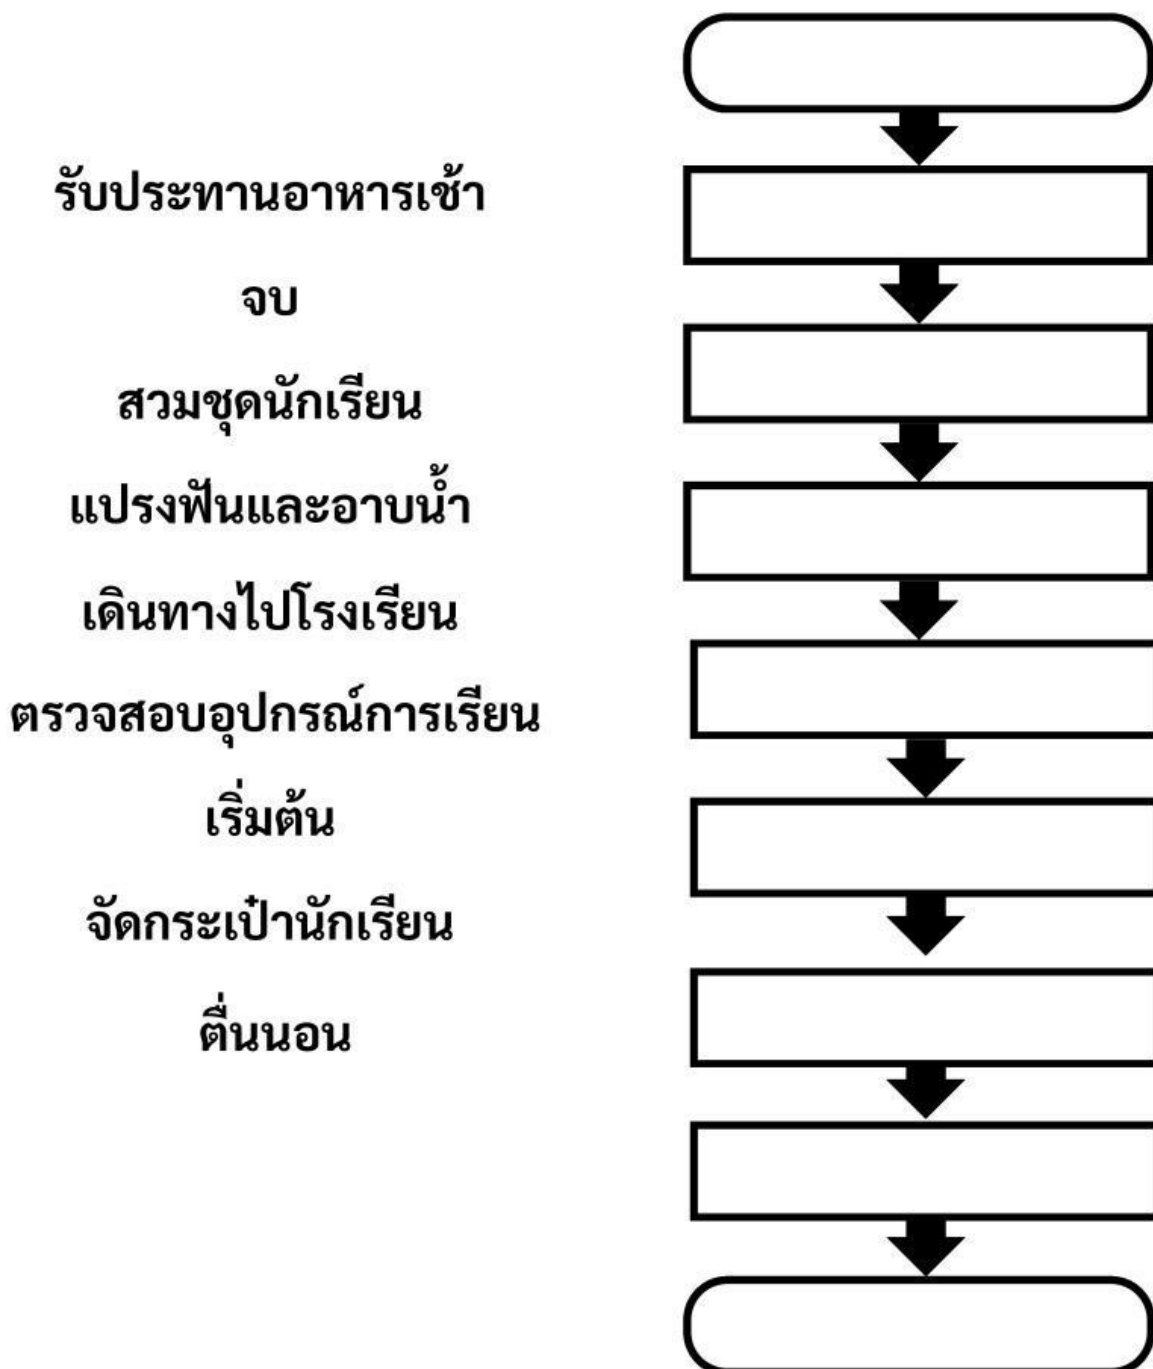 รับประทานอาหารเช้า
จบ
สวมชุดนักเรียน
แปรงฟันและอาบน้ำ
เดินทางไปโรงเรียน
ตรวจสอบอุปกรณ์การเรียน
เริ่มต้น
จัดกระเป๋านักเรียน
ตื่นนอน